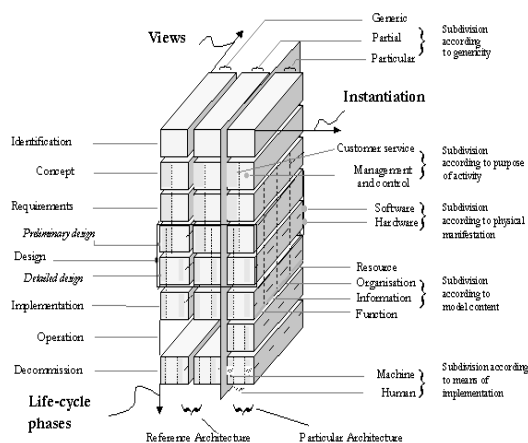 Generic
Views
Partial
Subdivision
according
to genericity
Particular
Instantiation
Identification
Customer service
Subdivision
according to purpose
of activity
Concept
Management
and control
Requirements
Software
Hardware
Subdivision
according to physical
manifestation
Preliminary design
Design
Detailed design
Resource
Organisation
Information
Function
Subdivision
according to
model content
Implementation
Operation
Decommission
Machine
Human
Subdivision according
to means of
implementation
Life-cycle
phases
Reference Architecture
Particular Architecture